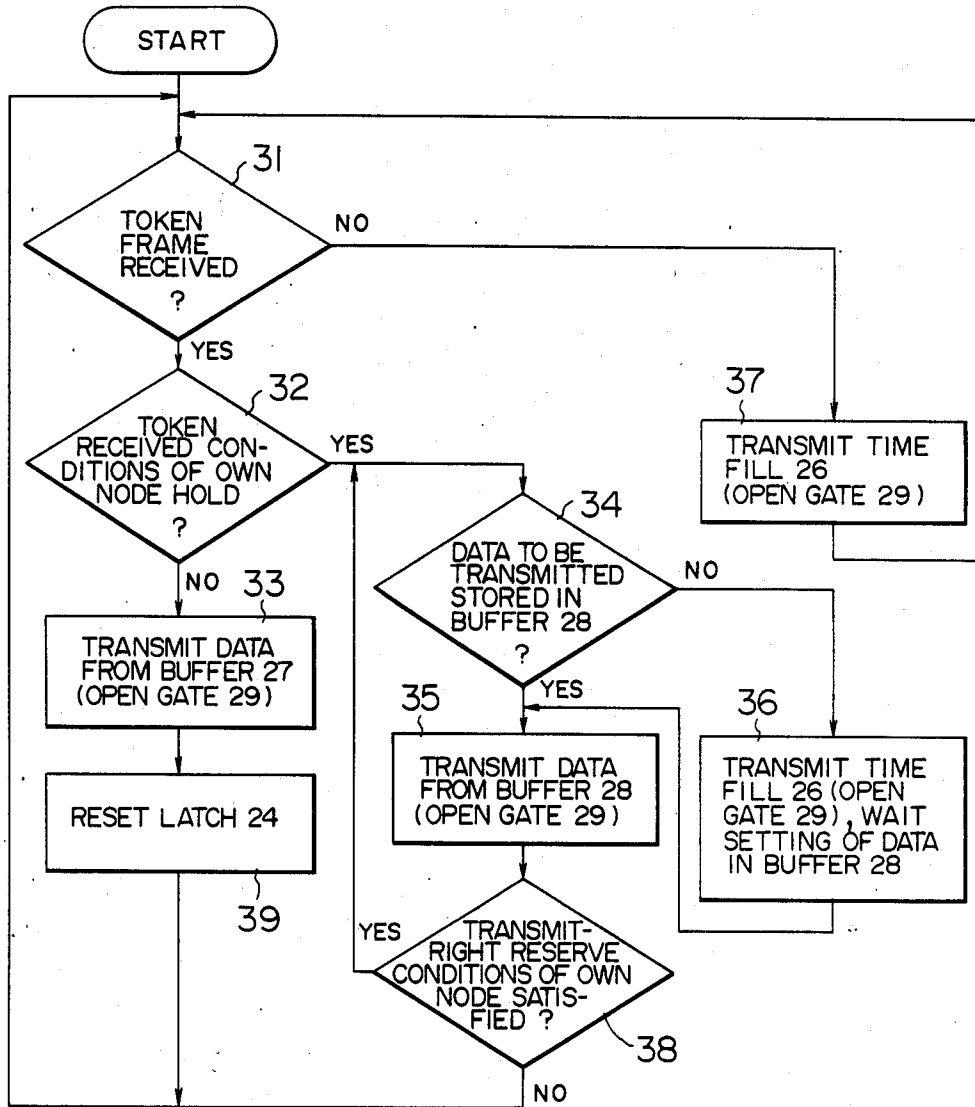 START
31
TOKEN
FRAME
RECEIVED
?
NO
YES
32
TOKEN
RECEIVED CON-
DITIONS OF OWN
NODE HOLD
?
YES
NO
37
TRANSMIT TIME
FILL 26
(OPEN GATE 29)
34
DATA TO BE
TRANSMITTED
STORED IN
BUFFER 28
?
NO
YES
33
TRANSMIT DATA
FROM BUFFER 27
(OPEN GATE 29)
35
TRANSMIT DATA
FROM BUFFER 28
(OPEN GATE 29)
36
TRANSMIT TIME
FILL 26 (OPEN
GATE 29), WAIT
SETTING OF DATA
IN BUFFER 28
RESET LATCH 24
39
YES
TRANSMIT-
RIGHT RESERVE
CONDITIONS OF OWN
NODE SATIS-
FIED ?
38
NO